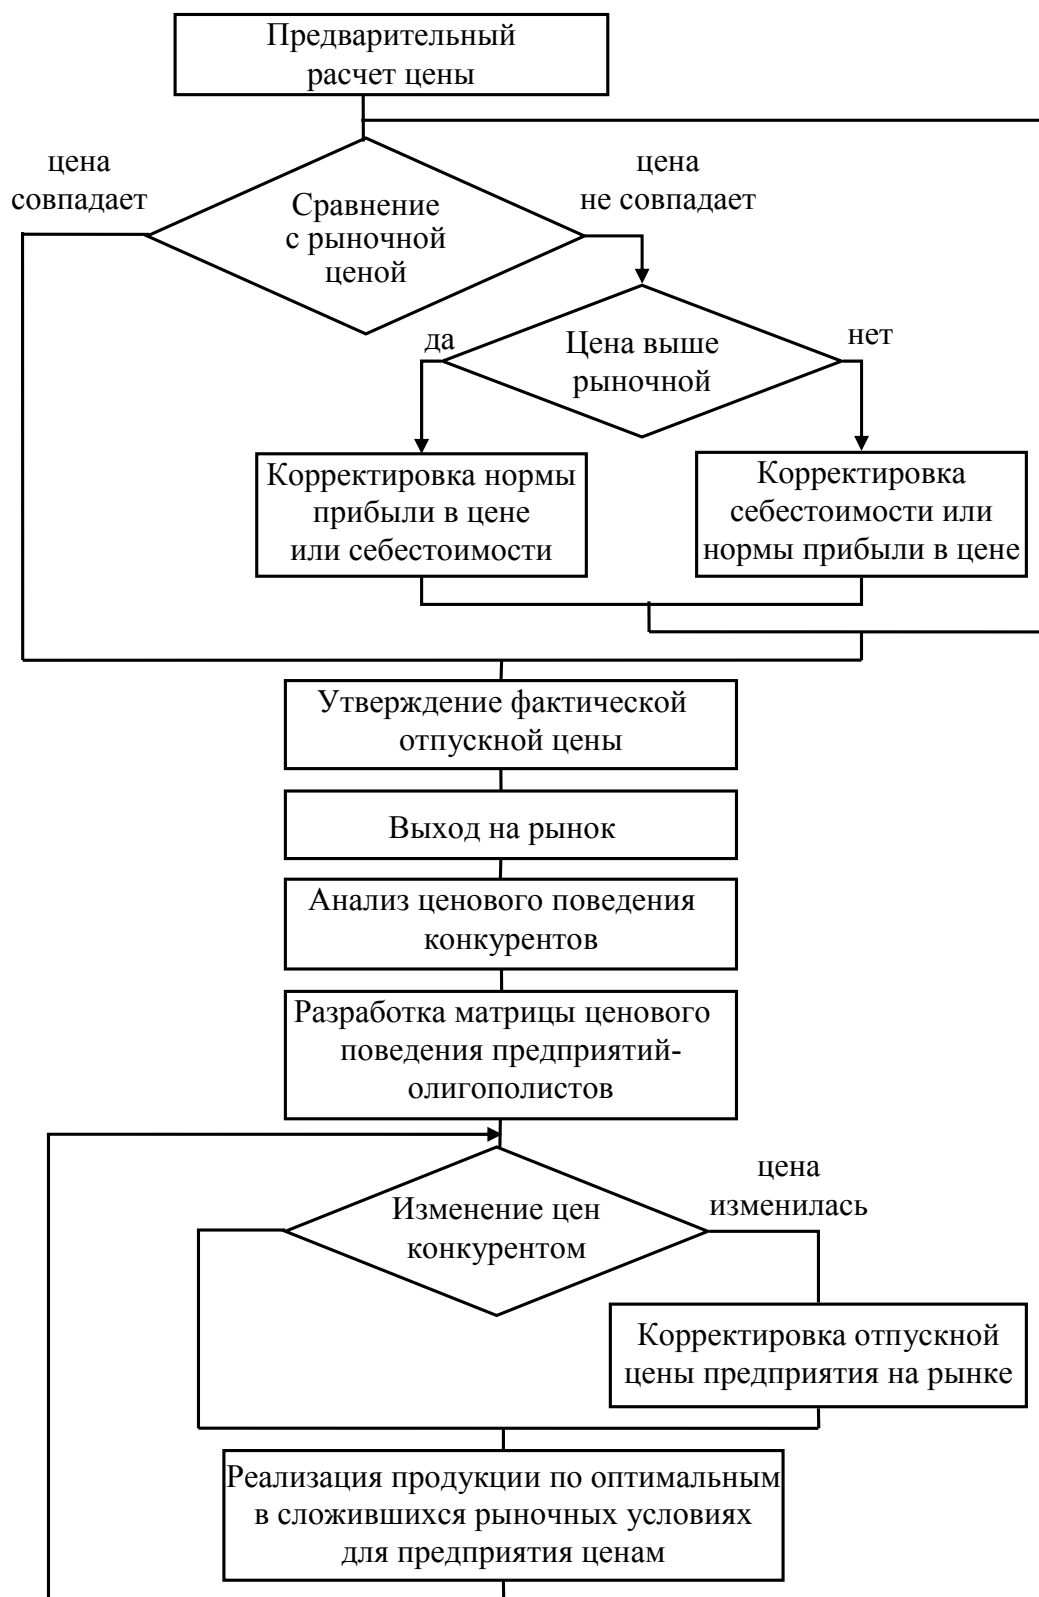 Предварительный
расчет цены
цена
совпадает
цена
не совпадает
Сравнение
с рыночной
ценой
да
Цена выше
рыночной
нет
Корректировка нормы
прибыли в цене
или себестоимости
Корректировка
себестоимости или
нормы прибыли в цене
Утверждение фактической
отпускной цены
Выход на рынок
Анализ ценового поведения
конкурентов
Разработка матрицы ценового
поведения предприятий-
олигополистов
Изменение цен
конкурентом
цена
изменилась
Корректировка отпускной
цены предприятия на рынке
Реализация продукции по оптимальным
в сложившихся рыночных условиях
для предприятия ценам